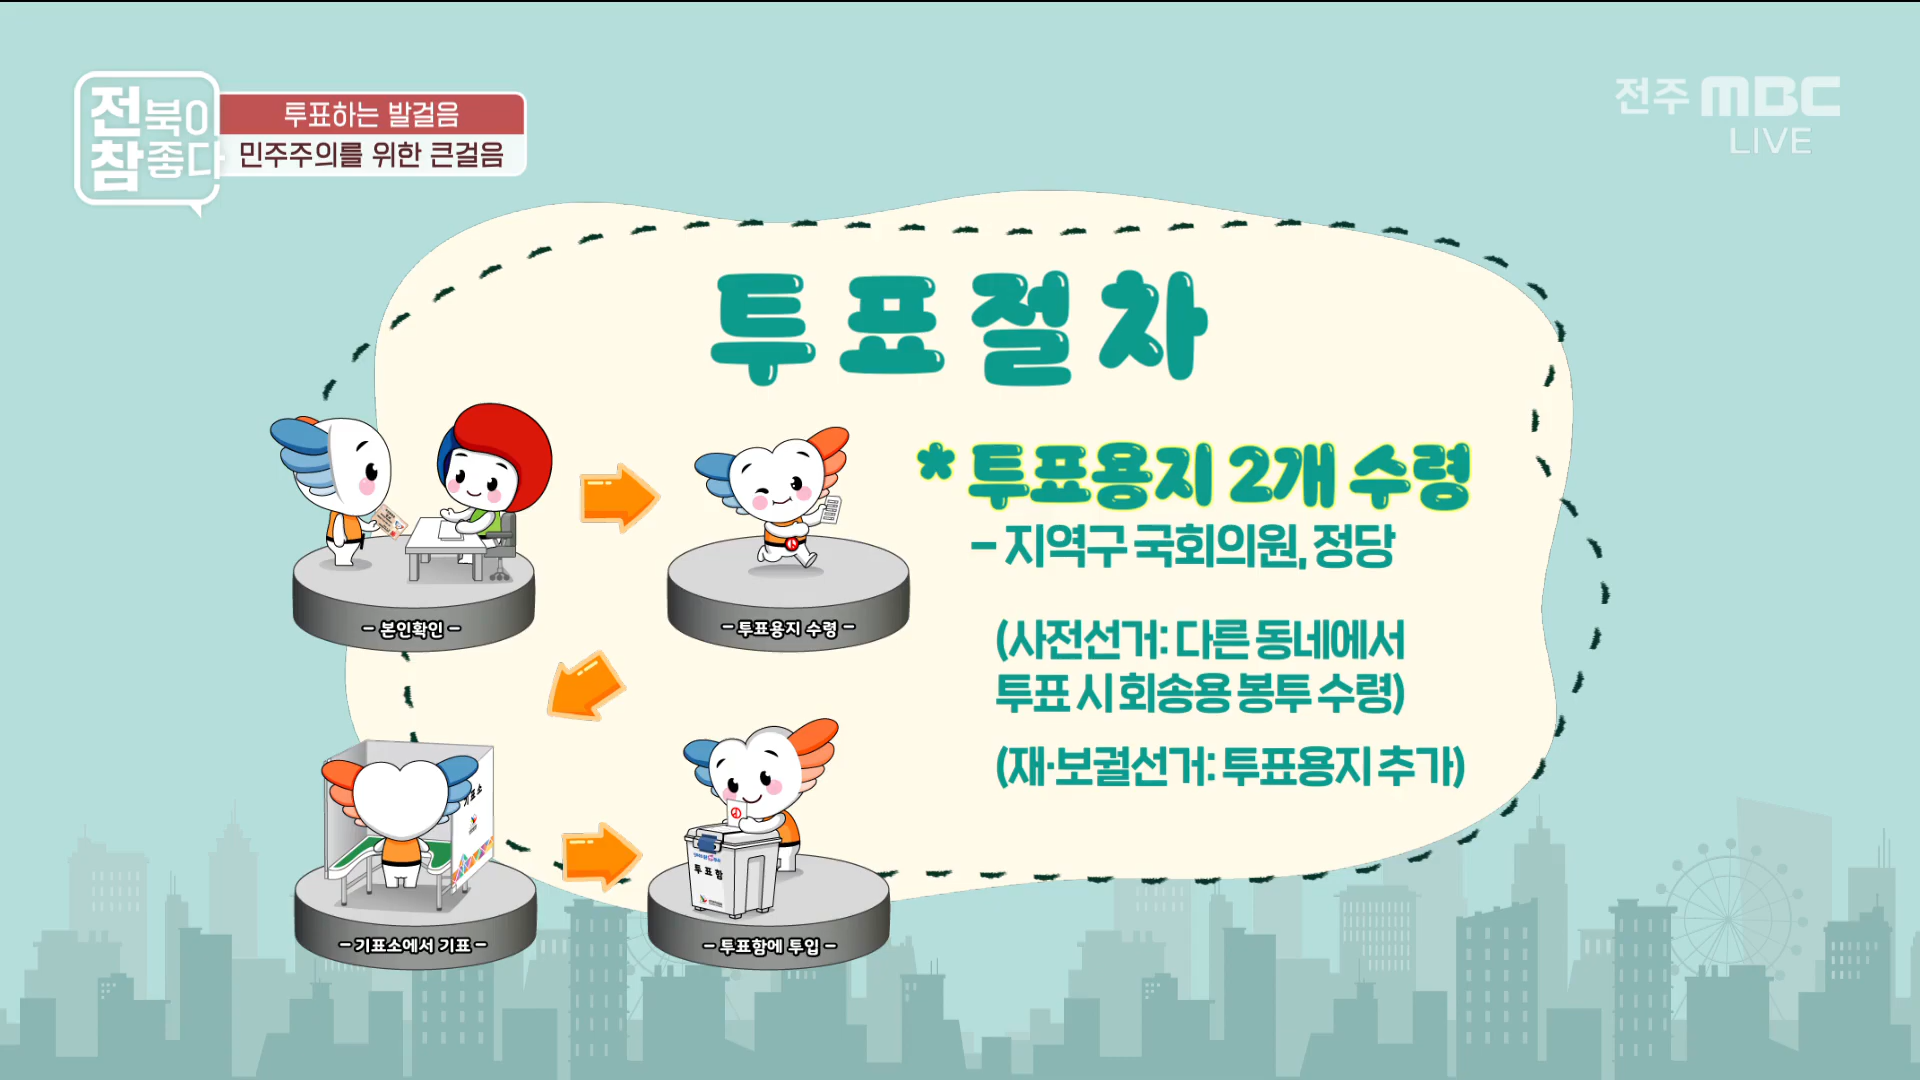 전북이
참좋다
투표하는 발걸음
민주주의를 위한 큰걸음
전주 MBC
LIVE
투표절차
- 본인확인 -
- 투표용지 수령 -
* 투표용지 2개 수령
- 지역구 국회의원, 정당
(사전선거: 다른 동네에서
투표 시 회송용 봉투 수령)
(재·보궐선거: 투표용지 추가)
기표소
- 기표소에서 기표 -
투표함
- 투표함에 투입 -